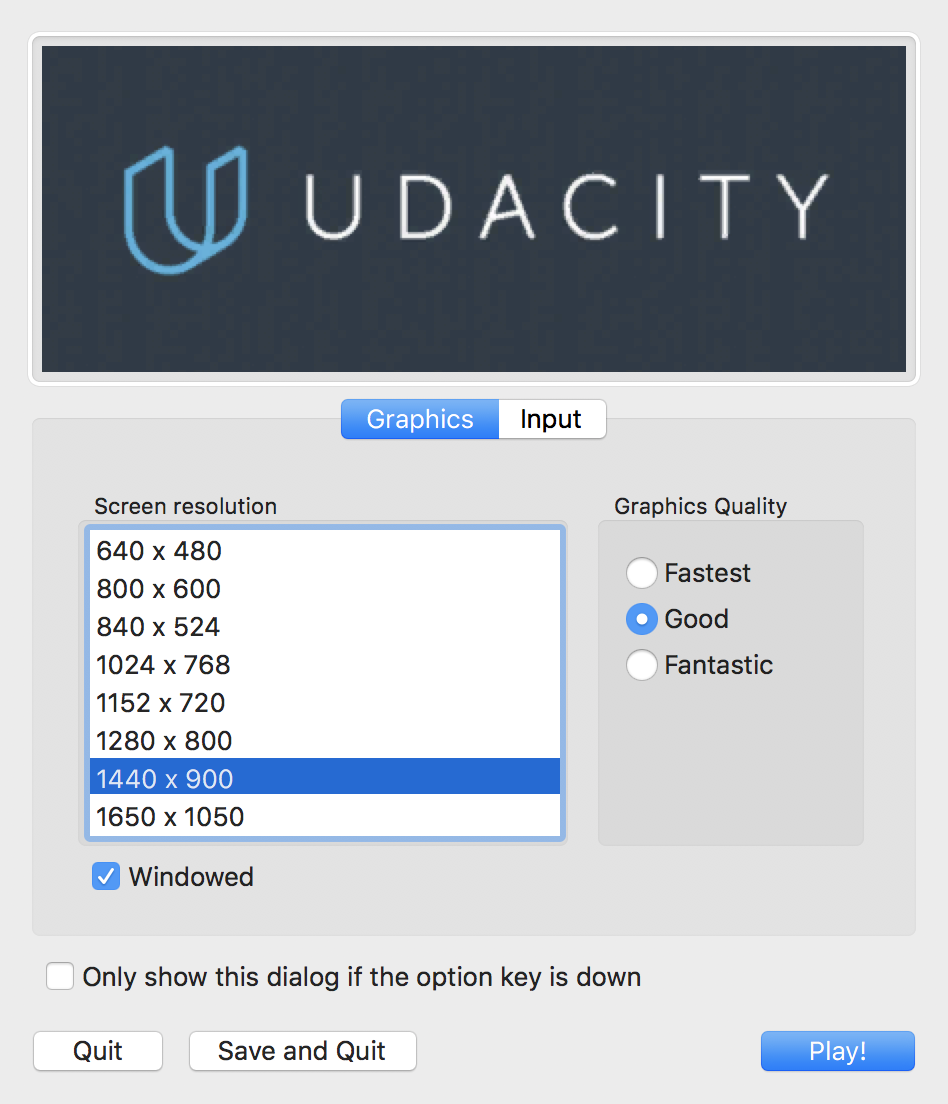 UDACITY
Graphics Input
Screen resolution
640 x 480
800 x 600
840 x 524
1024 x 768
1152 x 720
1280 x 800
1440 x 900
1650 x 1050
Windowed
Graphics Quality
Fastest
Good
Fantastic
Only show this dialog if the option key is down
Quit Save and Quit Play!